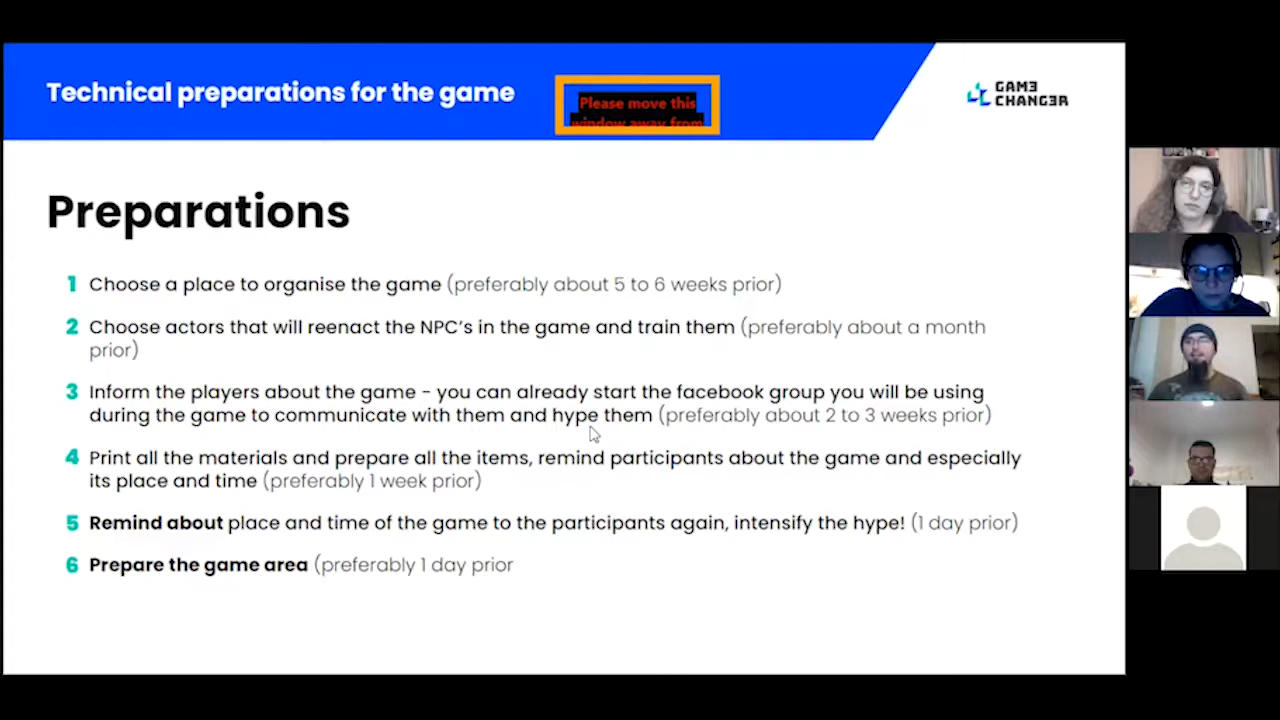 Technical preparations for the game
Please move this
window away from
GAM3
CHANG3R
Preparations
1 Choose a place to organise the game (preferably about 5 to 6 weeks prior)
2 Choose actors that will reenact the NPC's in the game and train them (preferably about a month
prior)
3 Inform the players about the game - you can already start the facebook group you will be using
during the game to communicate with them and hype them (preferably about 2 to 3 weeks prior)
4 Print all the materials and prepare all the items, remind participants about the game and especially
its place and time (preferably 1 week prior)
5 Remind about place and time of the game to the participants again, intensify the hype! (1 day prior)
6 Prepare the game area (preferably 1 day prior